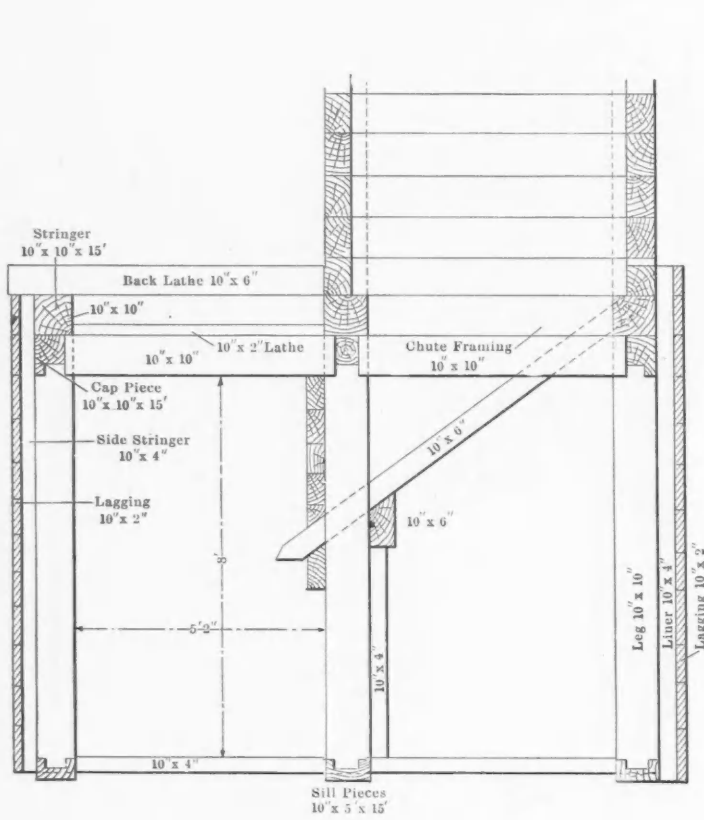 Stringer
10"x 10"x 15'
Back Lathe 10"x 6"
10"x 10"
10"x 2" Lathe
10"x 10"
Chute Framing
10"x 10"
Cap Piece
10"x 10"x 15'
Side Stringer
10"x 4"
10"x 6"
Lagging
10"x 2"
10"x 6"
8'
5'2"
10"x 4"
Leg 10"x 10"
Liner 10"x 4"
Lagging 10"x 2"
10"x 4"
Sill Pieces
10"x 5'x 15'